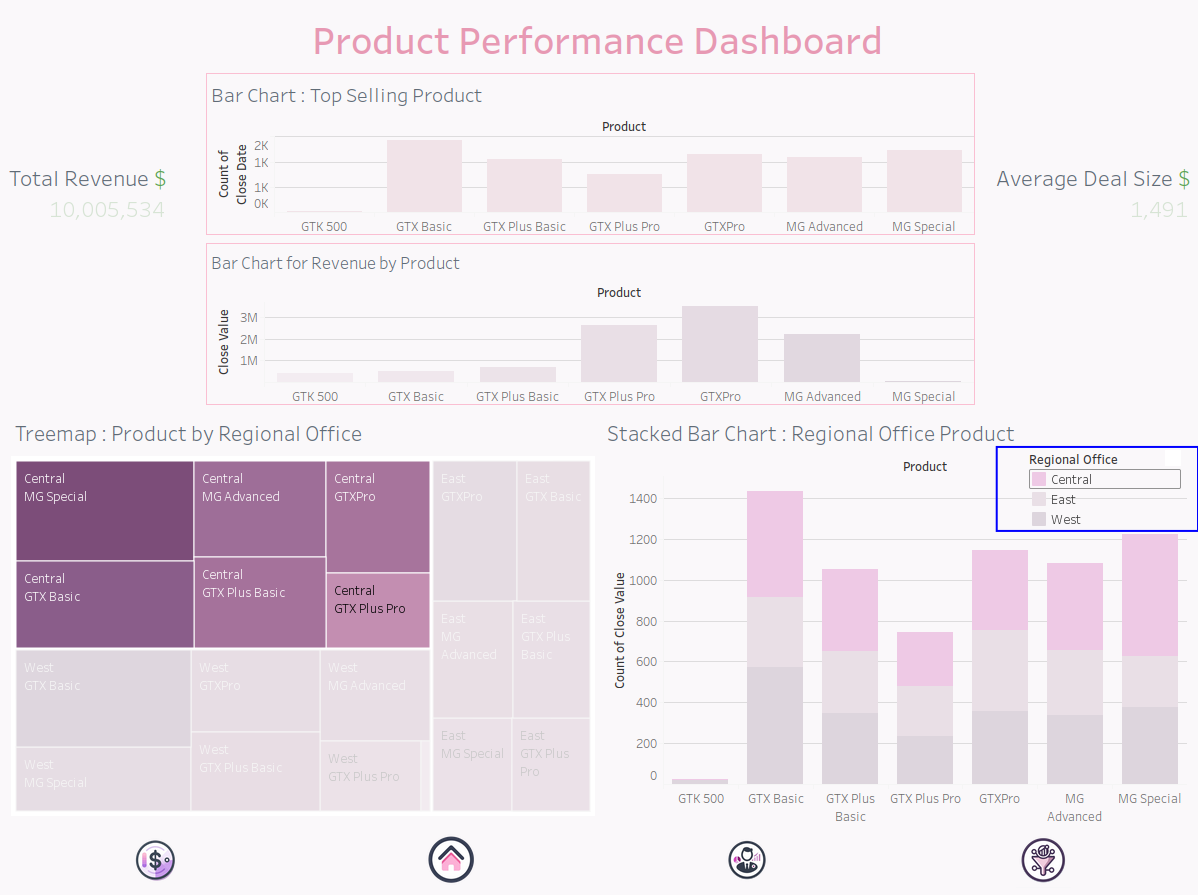 Product Performance Dashboard
Bar Chart : Top Selling Product
Product
Count of
Close Date
2K
1K
1K
0K
GTK 500
GTX Basic
GTX Plus Basic
GTX Plus Pro
GTXPro
MG Advanced
MG Special
Total Revenue $
10,005,534
Average Deal Size $
1,491
Bar Chart for Revenue by Product
Product
Close Value
3M
2M
1M
GTK 500
GTX Basic
GTX Plus Basic
GTX Plus Pro
GTXPro
MG Advanced
MG Special
Treemap : Product by Regional Office
Central
MG Special
Central
MG Advanced
Central
GTXPro
Central
GTX Basic
Central
GTX Plus Basic
Central
GTX Plus Pro
East
GTXPro
East
GTX Basic
East
MG
Advanced
East
GTX Plus
Basic
East
MG Special
East
GTX Plus
Pro
West
GTX Basic
West
GTXPro
West
MG Advanced
West
MG Special
West
GTX Plus Basic
West
GTX Plus Pro
Stacked Bar Chart : Regional Office Product
Product
Regional Office
Central
East
West
Count of Close Value
1400
1200
1000
800
600
400
200
0
GTK 500
GTX Basic
GTX Plus
Basic
GTX Plus Pro
GTXPro
MG
Advanced
MG Special